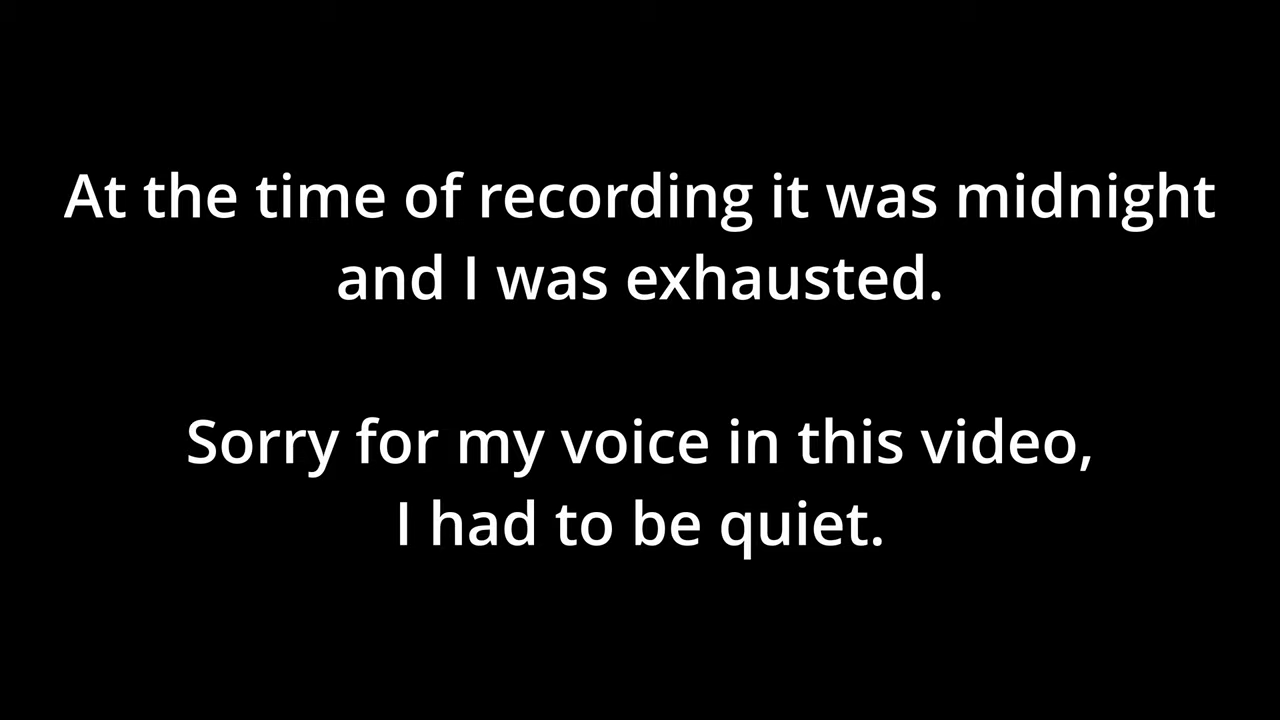 At the time of recording it was midnight
and I was exhausted.
Sorry for my voice in this video,
I had to be quiet.